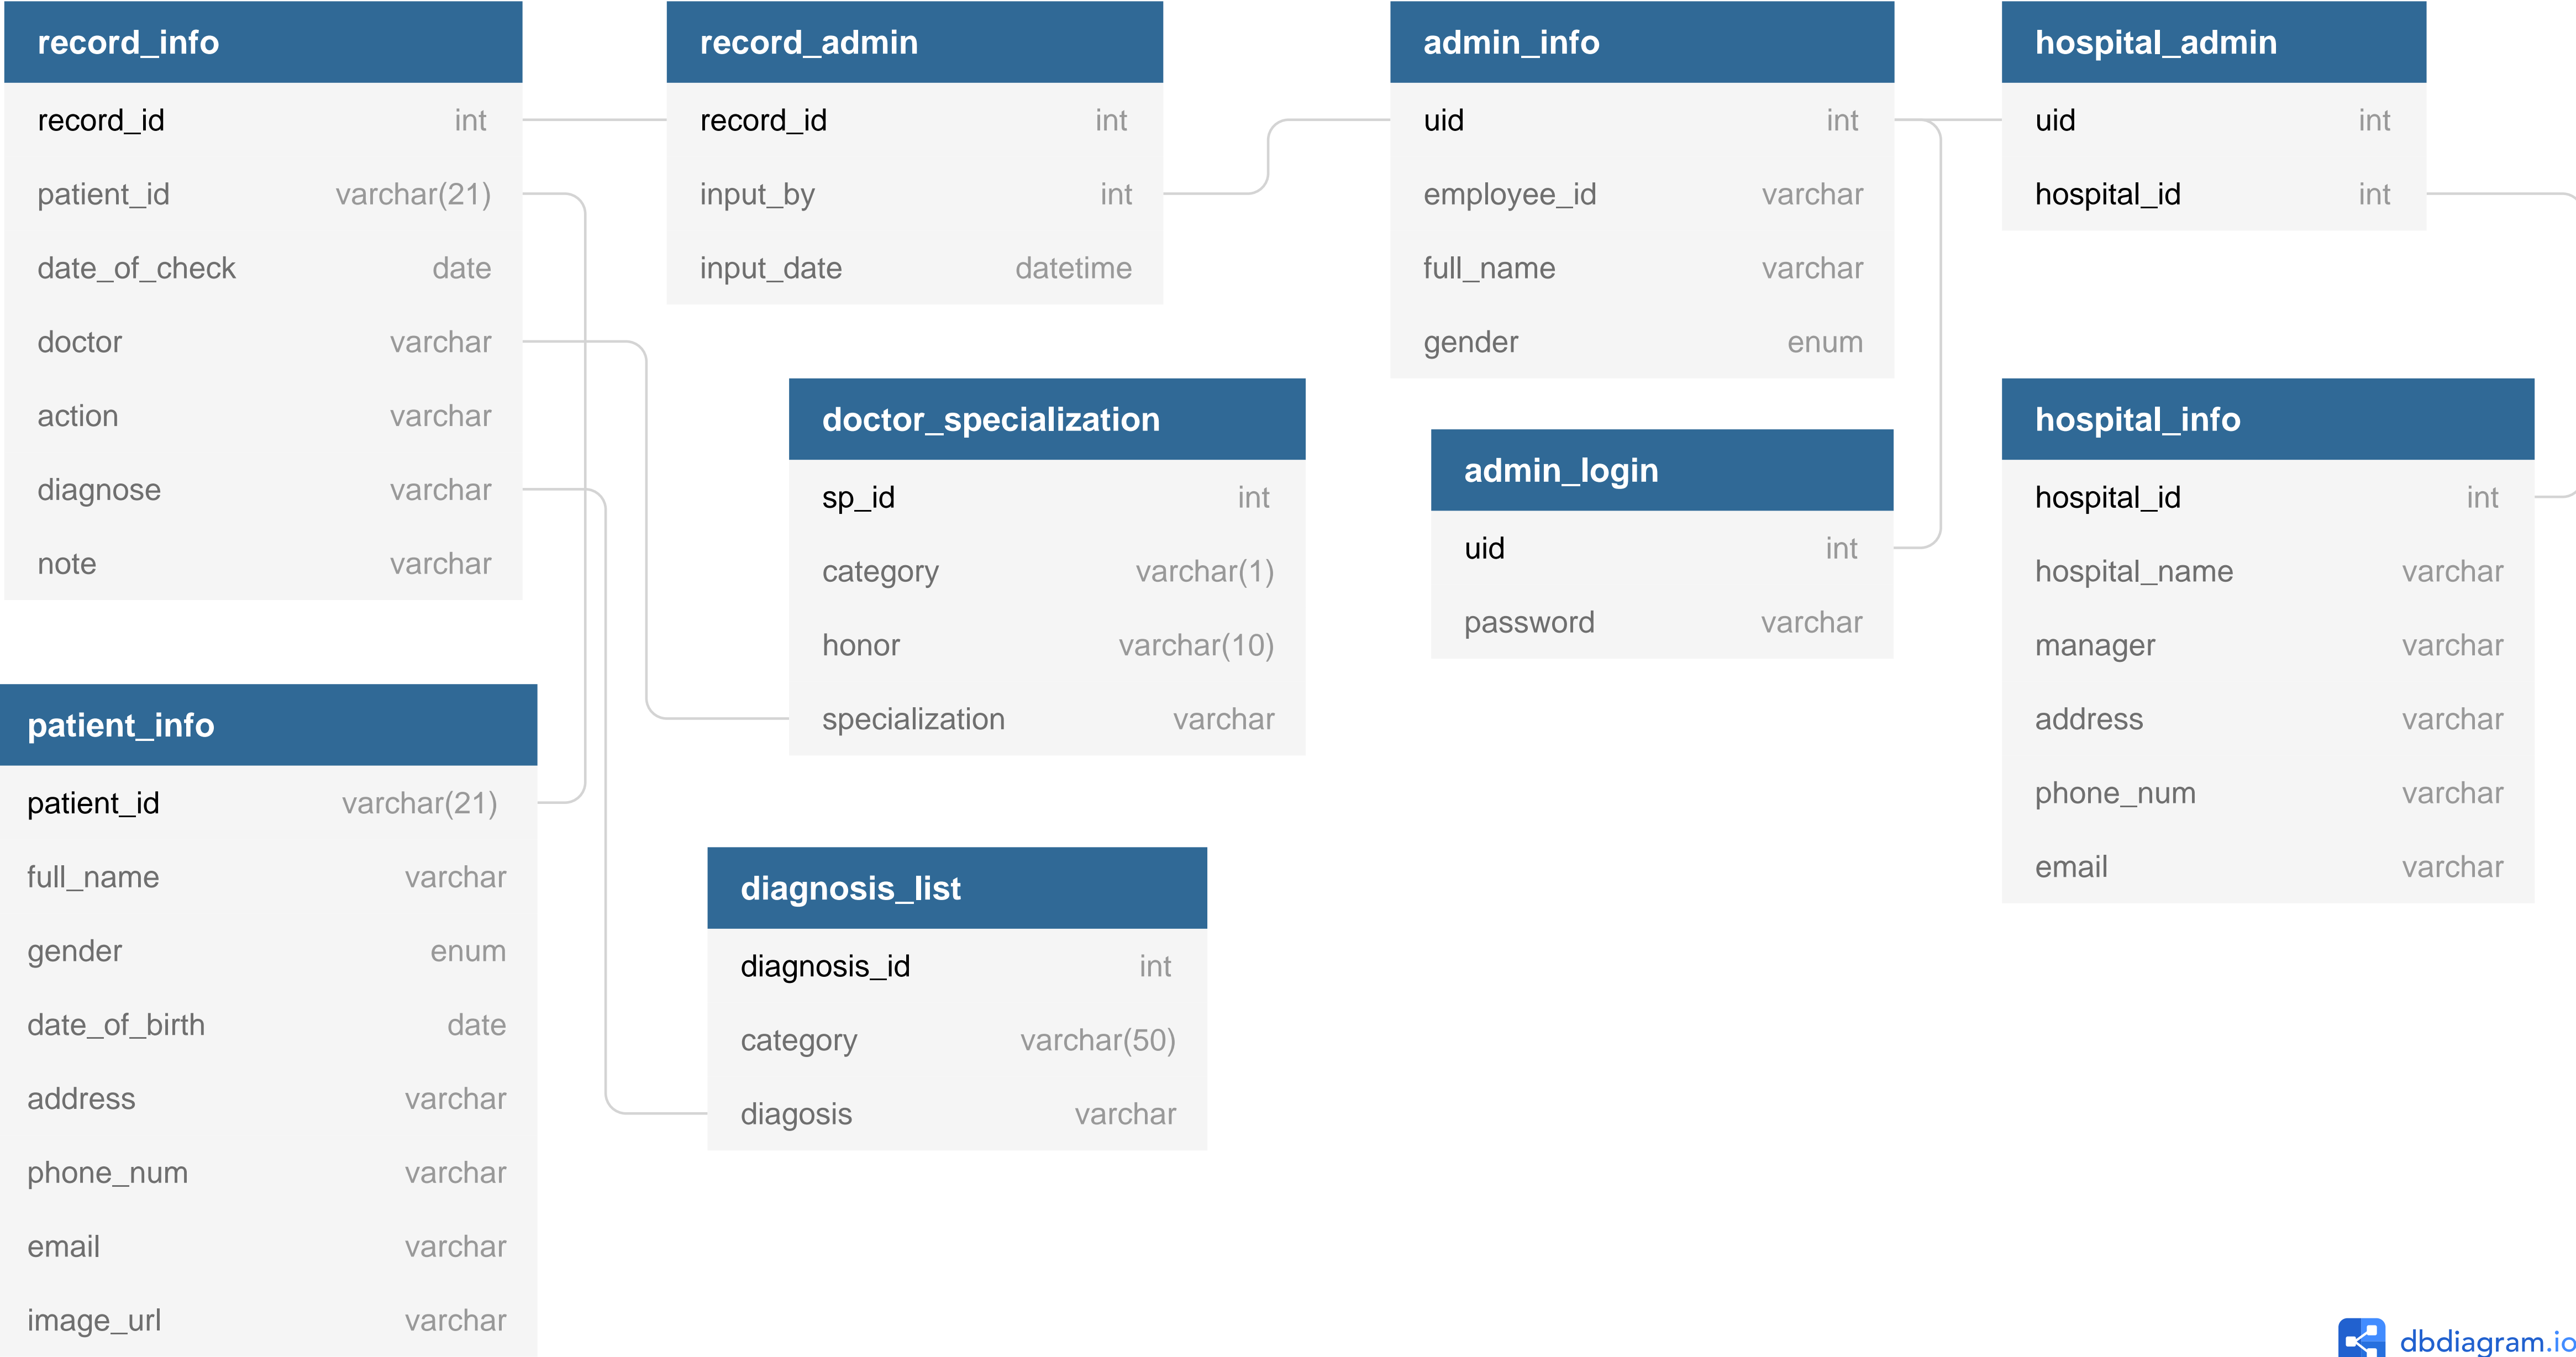 record_info
record_id int
patient_id varchar(21)
date_of_check date
doctor varchar
action varchar
diagnose varchar
note varchar
record_admin
record_id int
input_by int
input_date datetime
admin_info
uid int
employee_id varchar
full_name varchar
gender enum
hospital_admin
uid int
hospital_id int
doctor_specialization
sp_id int
category varchar(1)
honor varchar(10)
specialization varchar
admin_login
uid int
password varchar
hospital_info
hospital_id int
hospital_name varchar
manager varchar
address varchar
phone_num varchar
email varchar
patient_info
patient_id varchar(21)
full_name varchar
gender enum
date_of_birth date
address varchar
phone_num varchar
email varchar
image_url varchar
diagnosis_list
diagnosis_id int
category varchar(50)
diagosis varchar
dbdiagram.io